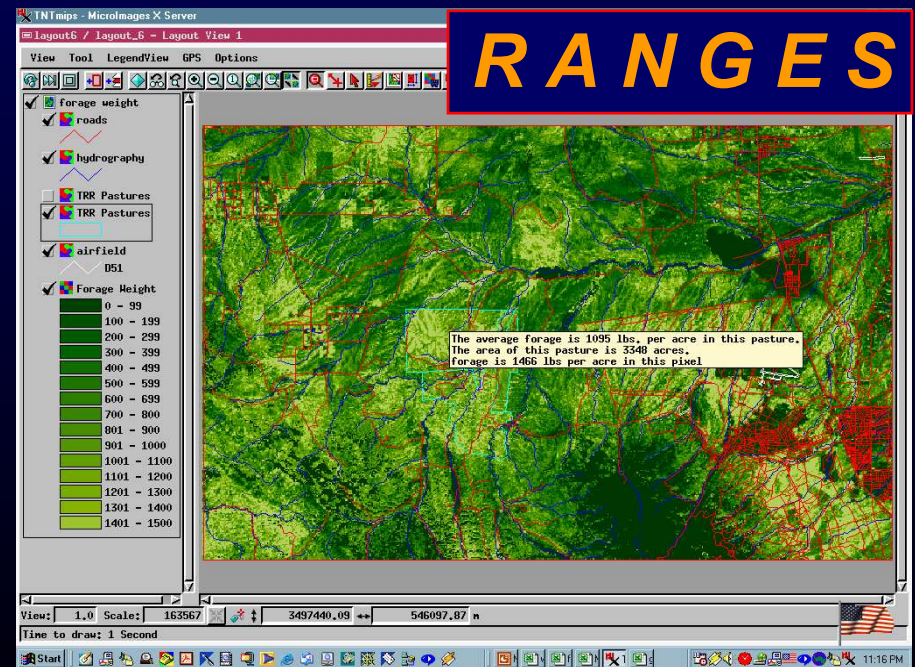 TNTmips - MicroImages X Server
layout6 / layout_6 - Layout View 1
View Tool LegendView GPS Options
R A N G E S
forage weight
roads
hydrography
TRR Pastures
TRR Pastures
airfield
D51
Forage Weight
0 - 99
100 - 199
200 - 299
300 - 399
400 - 499
500 - 599
600 - 699
700 - 800
801 - 900
901 - 1000
1001 - 1100
1101 - 1200
1201 - 1300
1301 - 1400
1401 - 1500
The average forage is 1095 lbs. per acre in this pasture.
The area of this pasture is 3348 acres.
forage is 1466 lbs per acre in this pixel
View: 1.0 Scale: 163567 3497440.09 546097.87 m
Time to draw: 1 Second
Start 11:16 PM